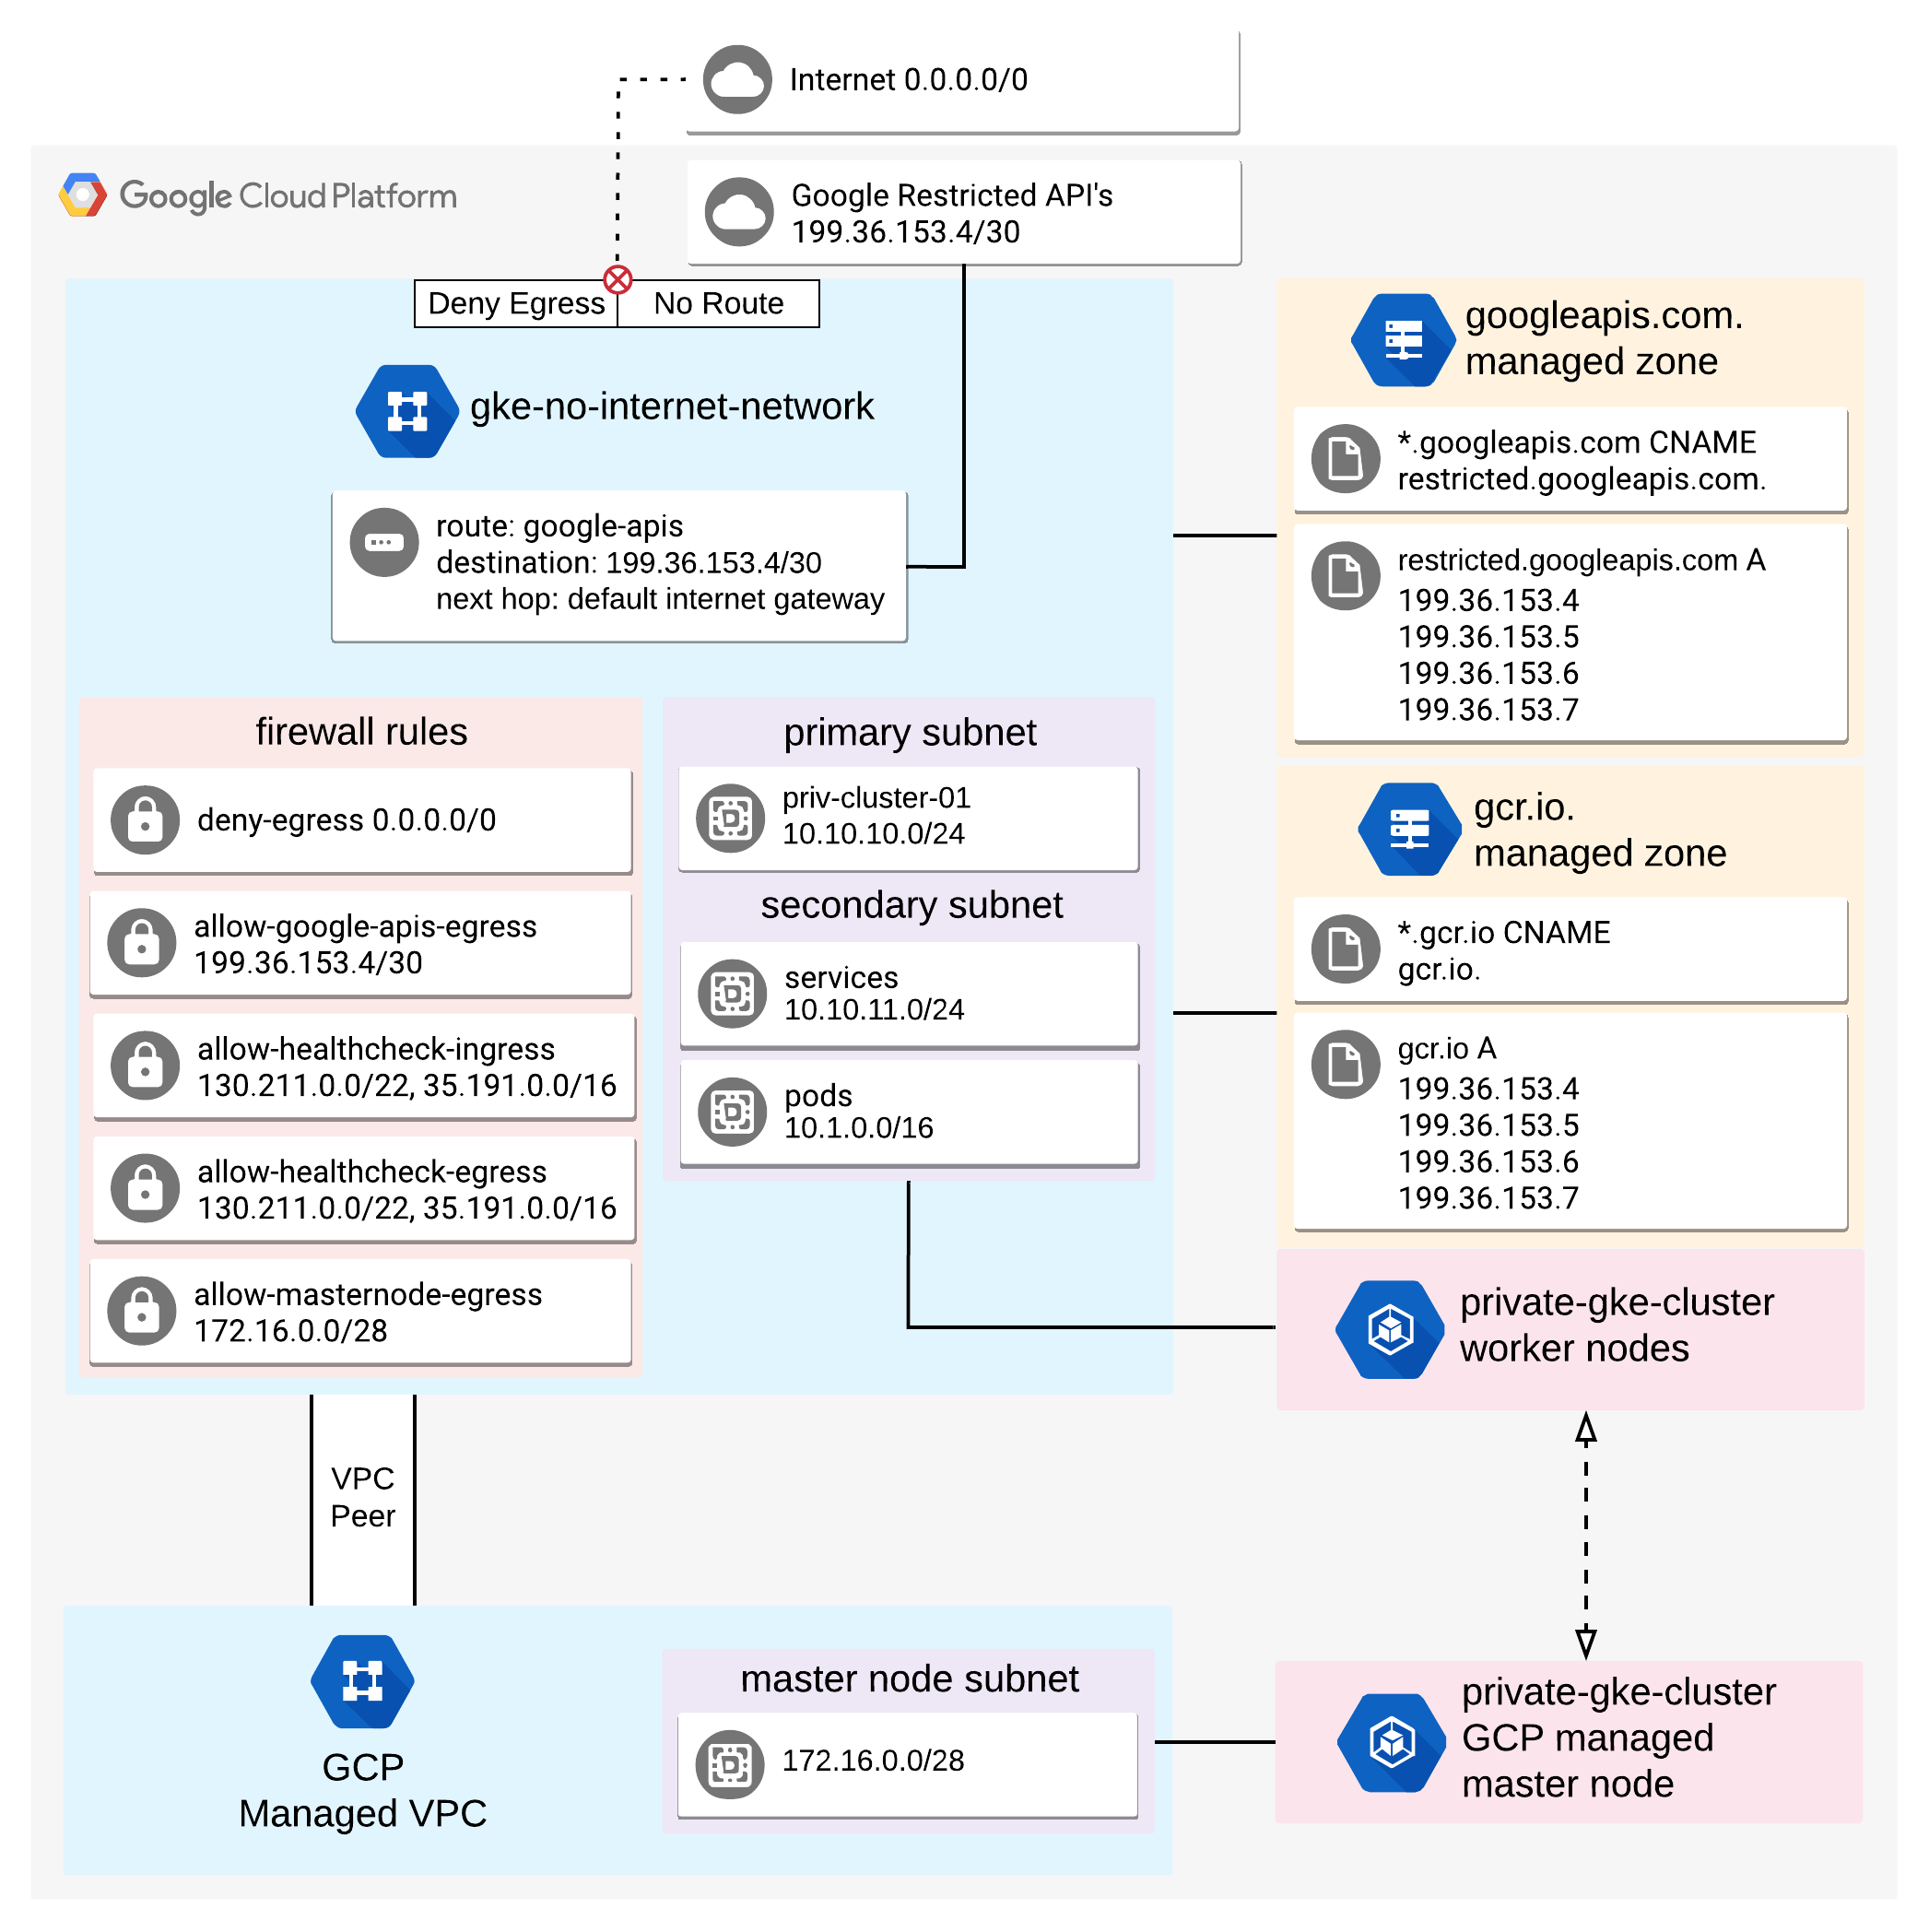 Internet 0.0.0.0/0
Google Cloud Platform
Google Restricted API's
199.36.153.4/30
Deny Egress
No Route
gke-no-internet-network
route: google-apis
destination: 199.36.153.4/30
next hop: default internet gateway
firewall rules
deny-egress 0.0.0.0/0
allow-google-apis-egress
199.36.153.4/30
allow-healthcheck-ingress
130.211.0.0/22, 35.191.0.0/16
allow-healthcheck-egress
130.211.0.0/22, 35.191.0.0/16
allow-masternode-egress
172.16.0.0/28
primary subnet
priv-cluster-01
10.10.10.0/24
secondary subnet
services
10.10.11.0/24
pods
10.1.0.0/16
googleapis.com.
managed zone
*.googleapis.com CNAME
restricted.googleapis.com.
restricted.googleapis.com A
199.36.153.4
199.36.153.5
199.36.153.6
199.36.153.7
gcr.io.
managed zone
*.gcr.io CNAME
gcr.io.
gcr.io A
199.36.153.4
199.36.153.5
199.36.153.6
199.36.153.7
private-gke-cluster
worker nodes
VPC
Peer
GCP
Managed VPC
master node subnet
172.16.0.0/28
private-gke-cluster
GCP managed
master node